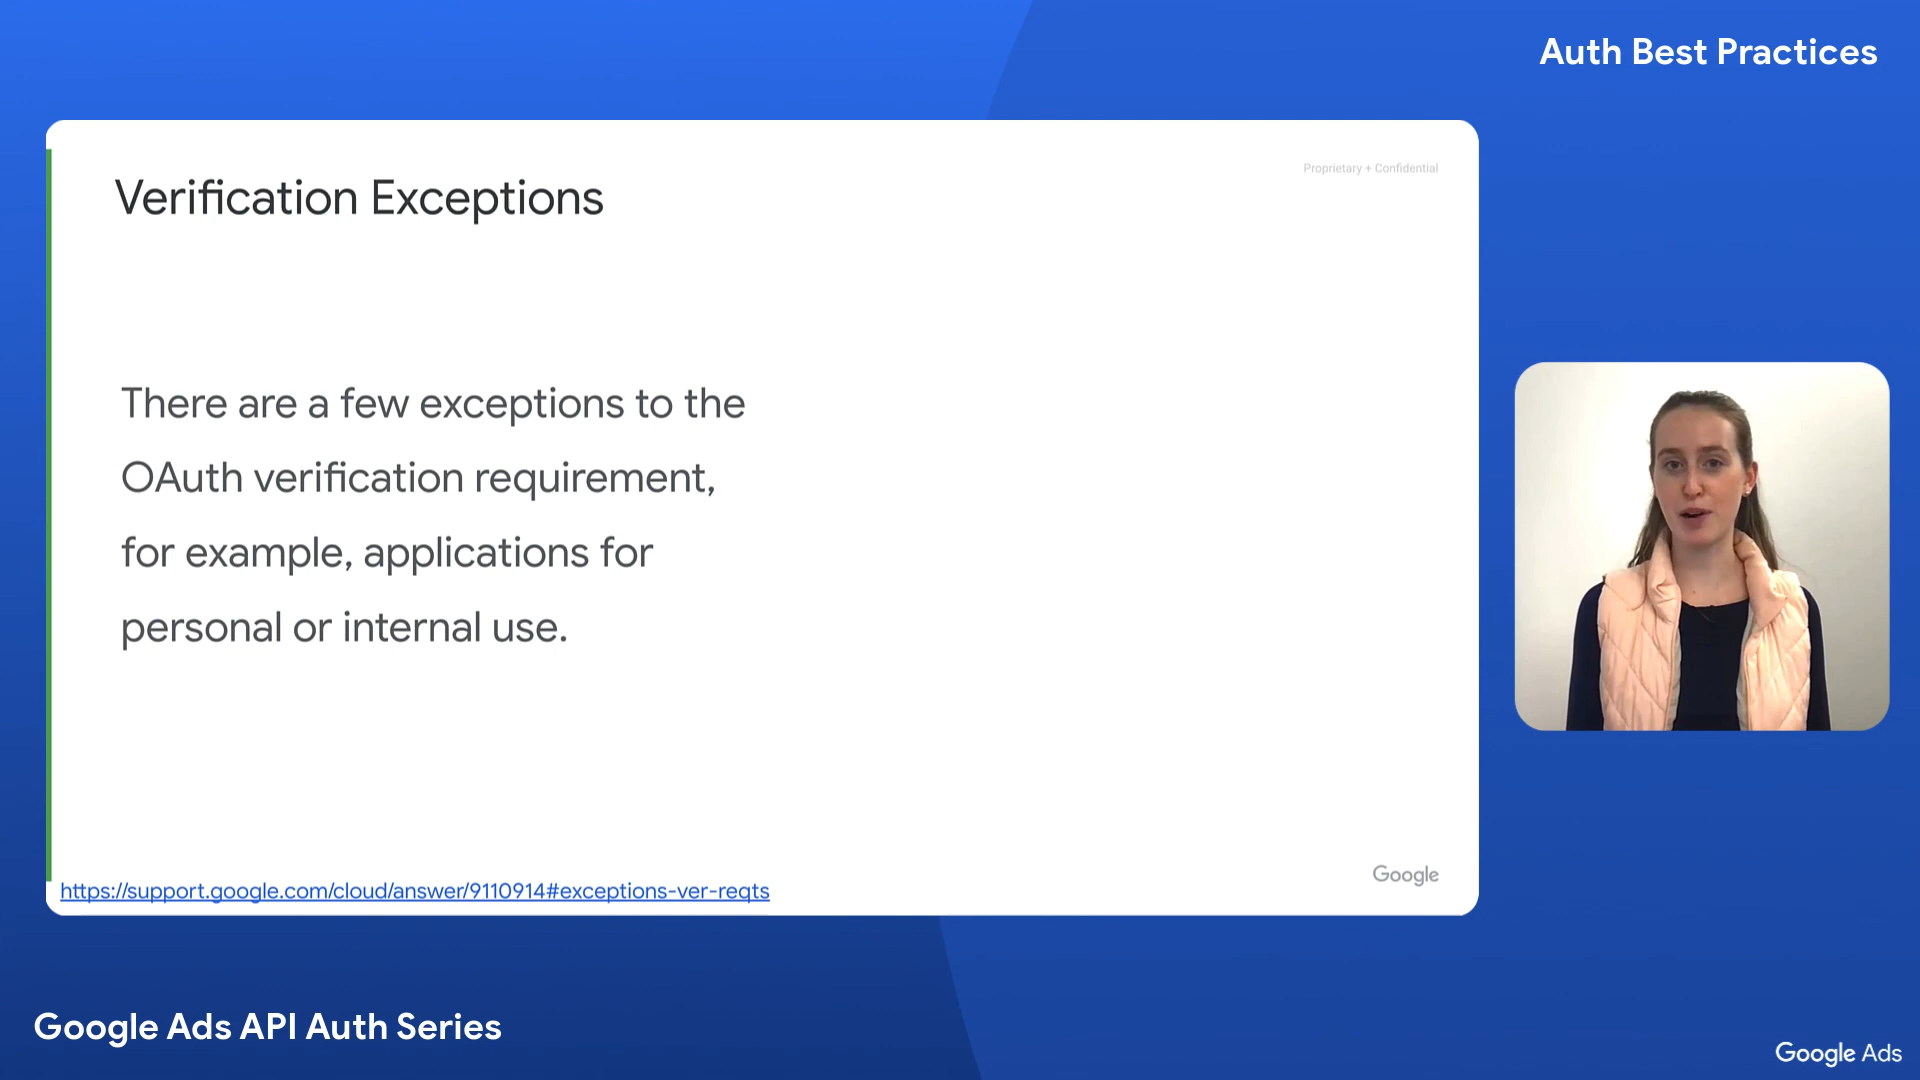 Auth Best Practices
Proprietary + Confidential
Verification Exceptions
There are a few exceptions to the
OAuth verification requirement,
for example, applications for
personal or internal use.
Google
https://support.google.com/cloud/answer/9110914#exceptions-ver-reqts
Google Ads API Auth Series
Google Ads